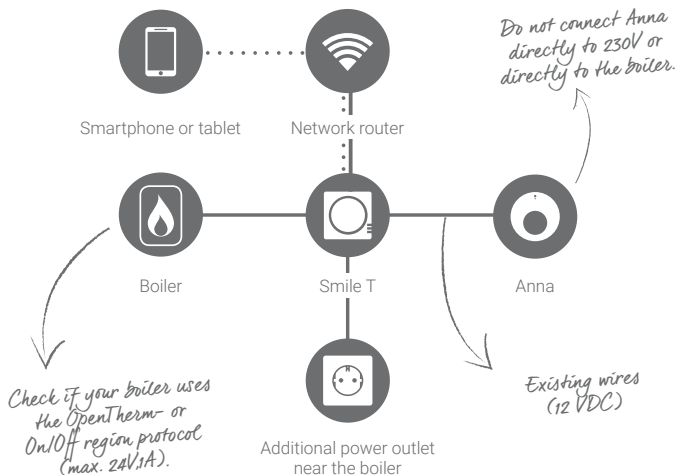 Do not connect Anna
directly to 230V or
directly to the boiler.
Smartphone or tablet
Network router
Boiler
Smile T
Anna
Check if your boiler uses
the OpenTherm- or
On/Off region protocol
(max. 24V,1A).
Existing wires
(12 VDC)
Additional power outlet
near the boiler